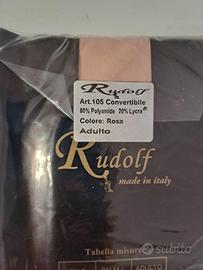 Rudolf
Art.105 Convertibile
80% Polyamide 20% Lycra®
Colore: Rosa
Adulto
Rudolf
made in italy
Tabella misure
subito